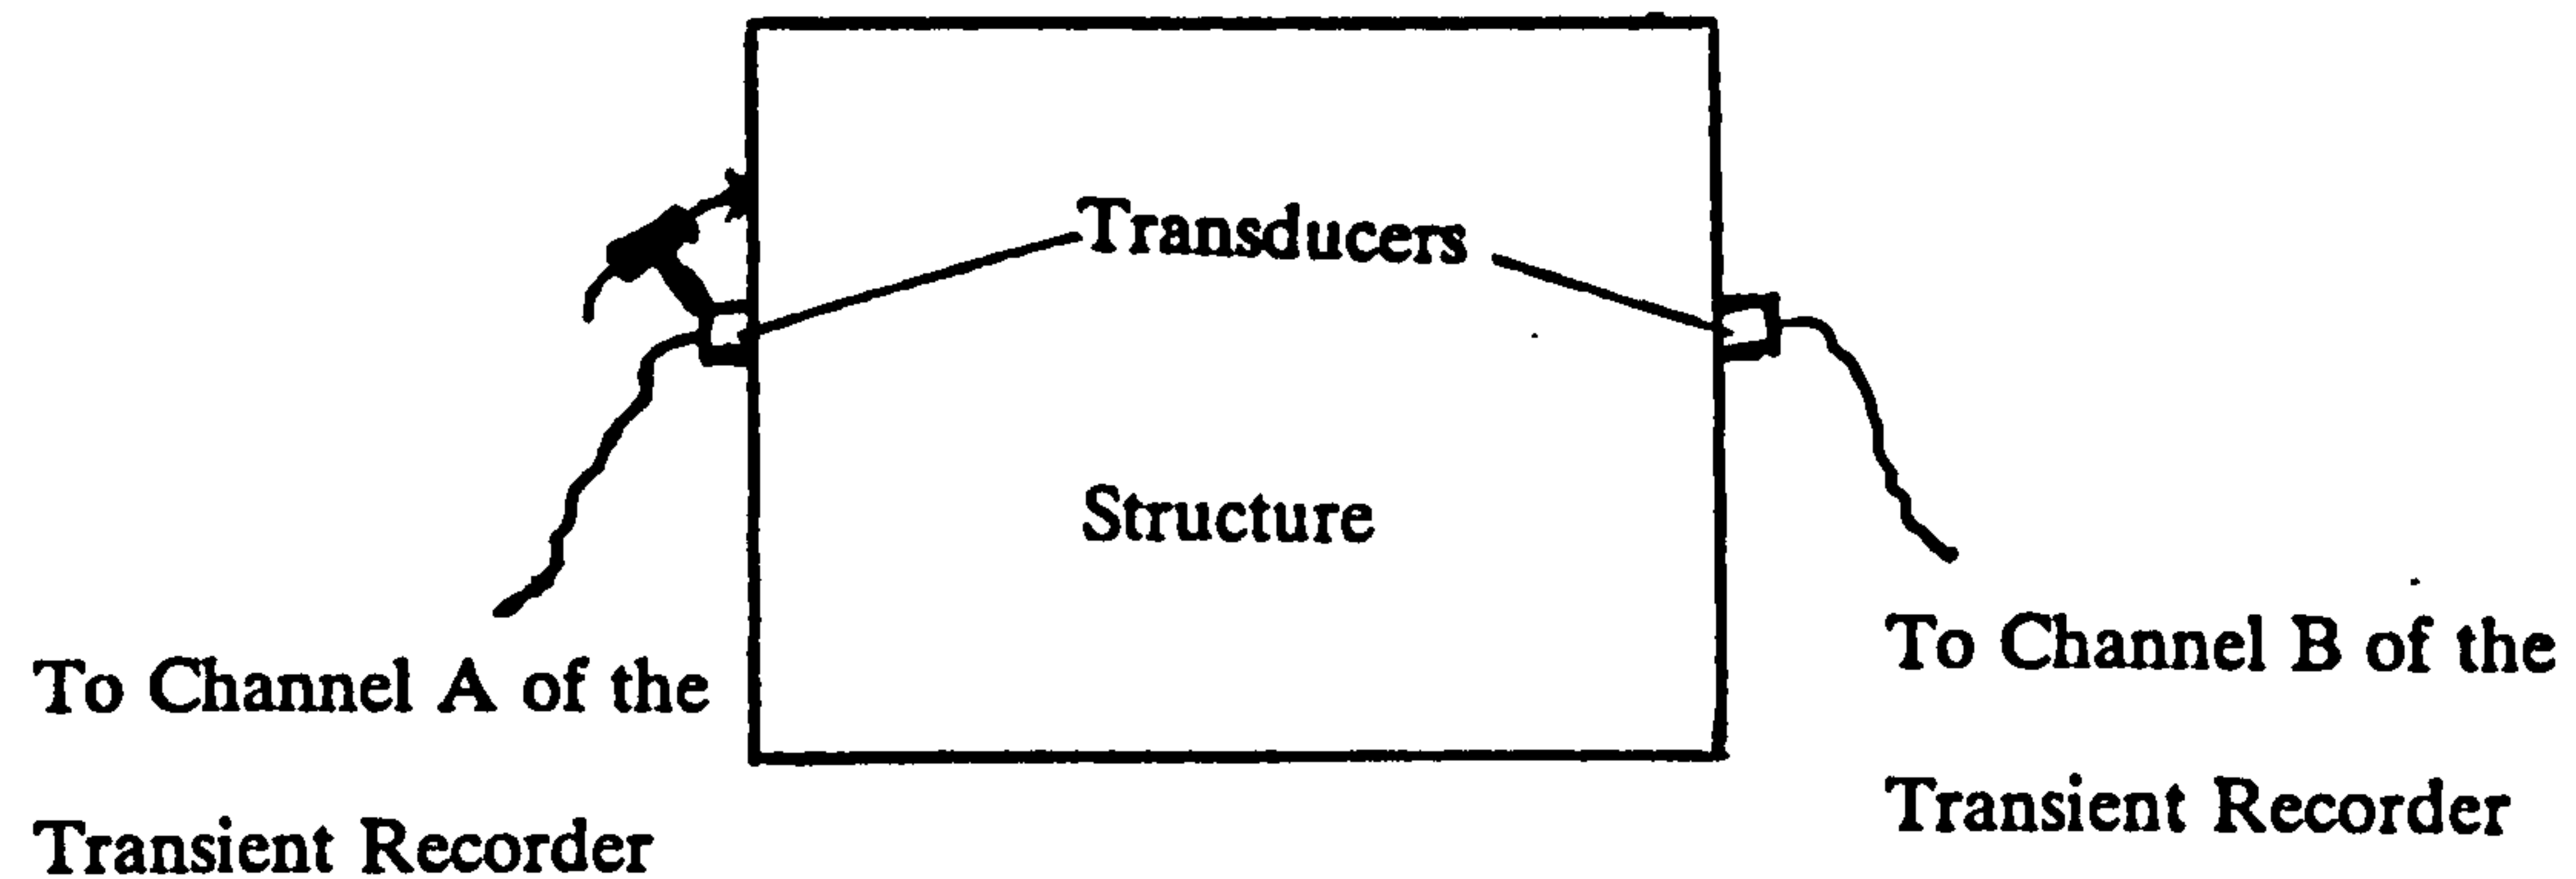 Transducers
Structure
To Channel A of the
Transient Recorder
To Channel B of the
Transient Recorder